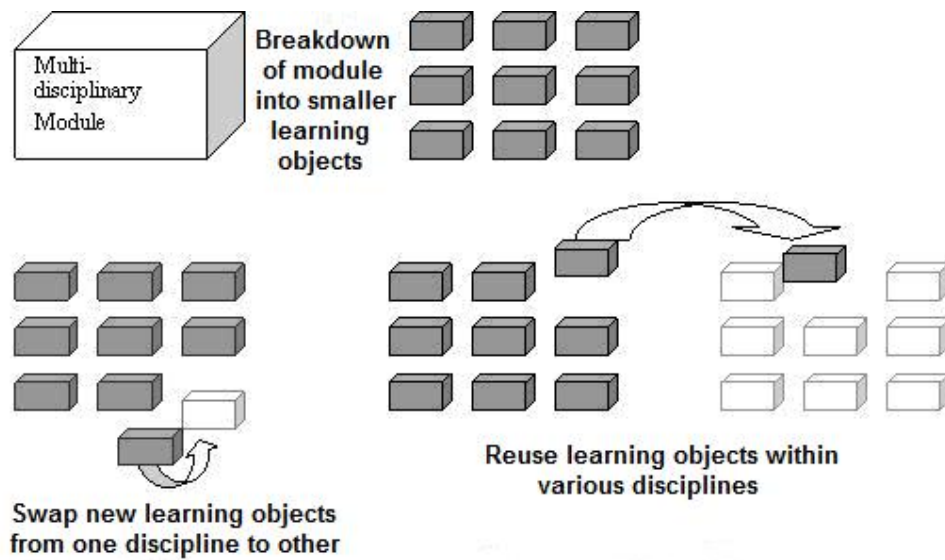 Multi-
disciplinary
Module
Breakdown
of module
into smaller
learning
objects
Reuse learning objects within
various disciplines
Swap new learning objects
from one discipline to other